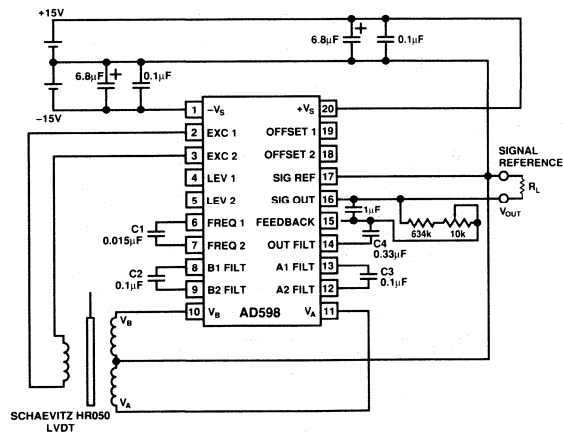 +15V
6.8μF +
0.1μF
6.8μF +
0.1μF
–15V
1 –VS
+VS 20
2 EXC 1
OFFSET 1 19
3 EXC 2
OFFSET 2 18
4 LEV 1
SIG REF 17
5 LEV 2
SIG OUT 16
6 FREQ 1
FEEDBACK 15
7 FREQ 2
OUT FILT 14
8 B1 FILT
A1 FILT 13
9 B2 FILT
A2 FILT 12
10 VB
AD598
VA 11
SIGNAL
REFERENCE
RL
VOUT
1μF
634k
10k
C1
0.015μF
C4
0.33μF
C2
0.1μF
C3
0.1μF
VB
VA
SCHAEVITZ HR050
LVDT